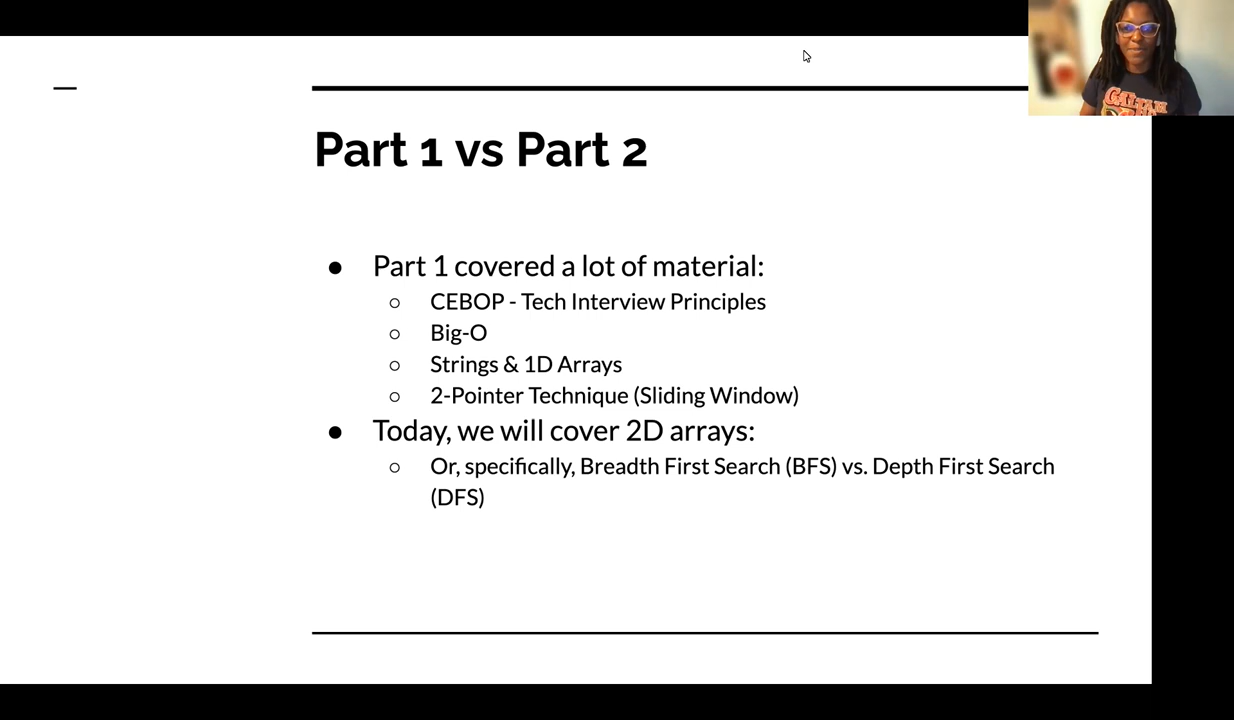 Part 1 vs Part 2
● Part 1 covered a lot of material:
○ CEBOP - Tech Interview Principles
○ Big-O
○ Strings & 1D Arrays
○ 2-Pointer Technique (Sliding Window)
● Today, we will cover 2D arrays:
○ Or, specifically, Breadth First Search (BFS) vs. Depth First Search
(DFS)